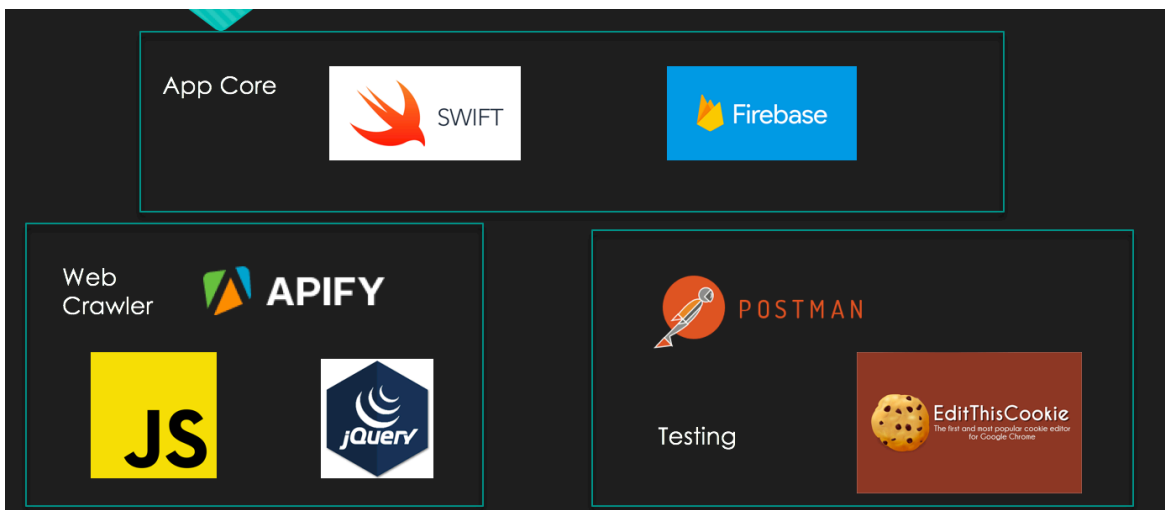 App Core
SWIFT
Firebase
Web
Crawler
APIFY
JS
jQuery
POSTMAN
Testing
EditThisCookie
The first and most popular cookie editor
for Google Chrome